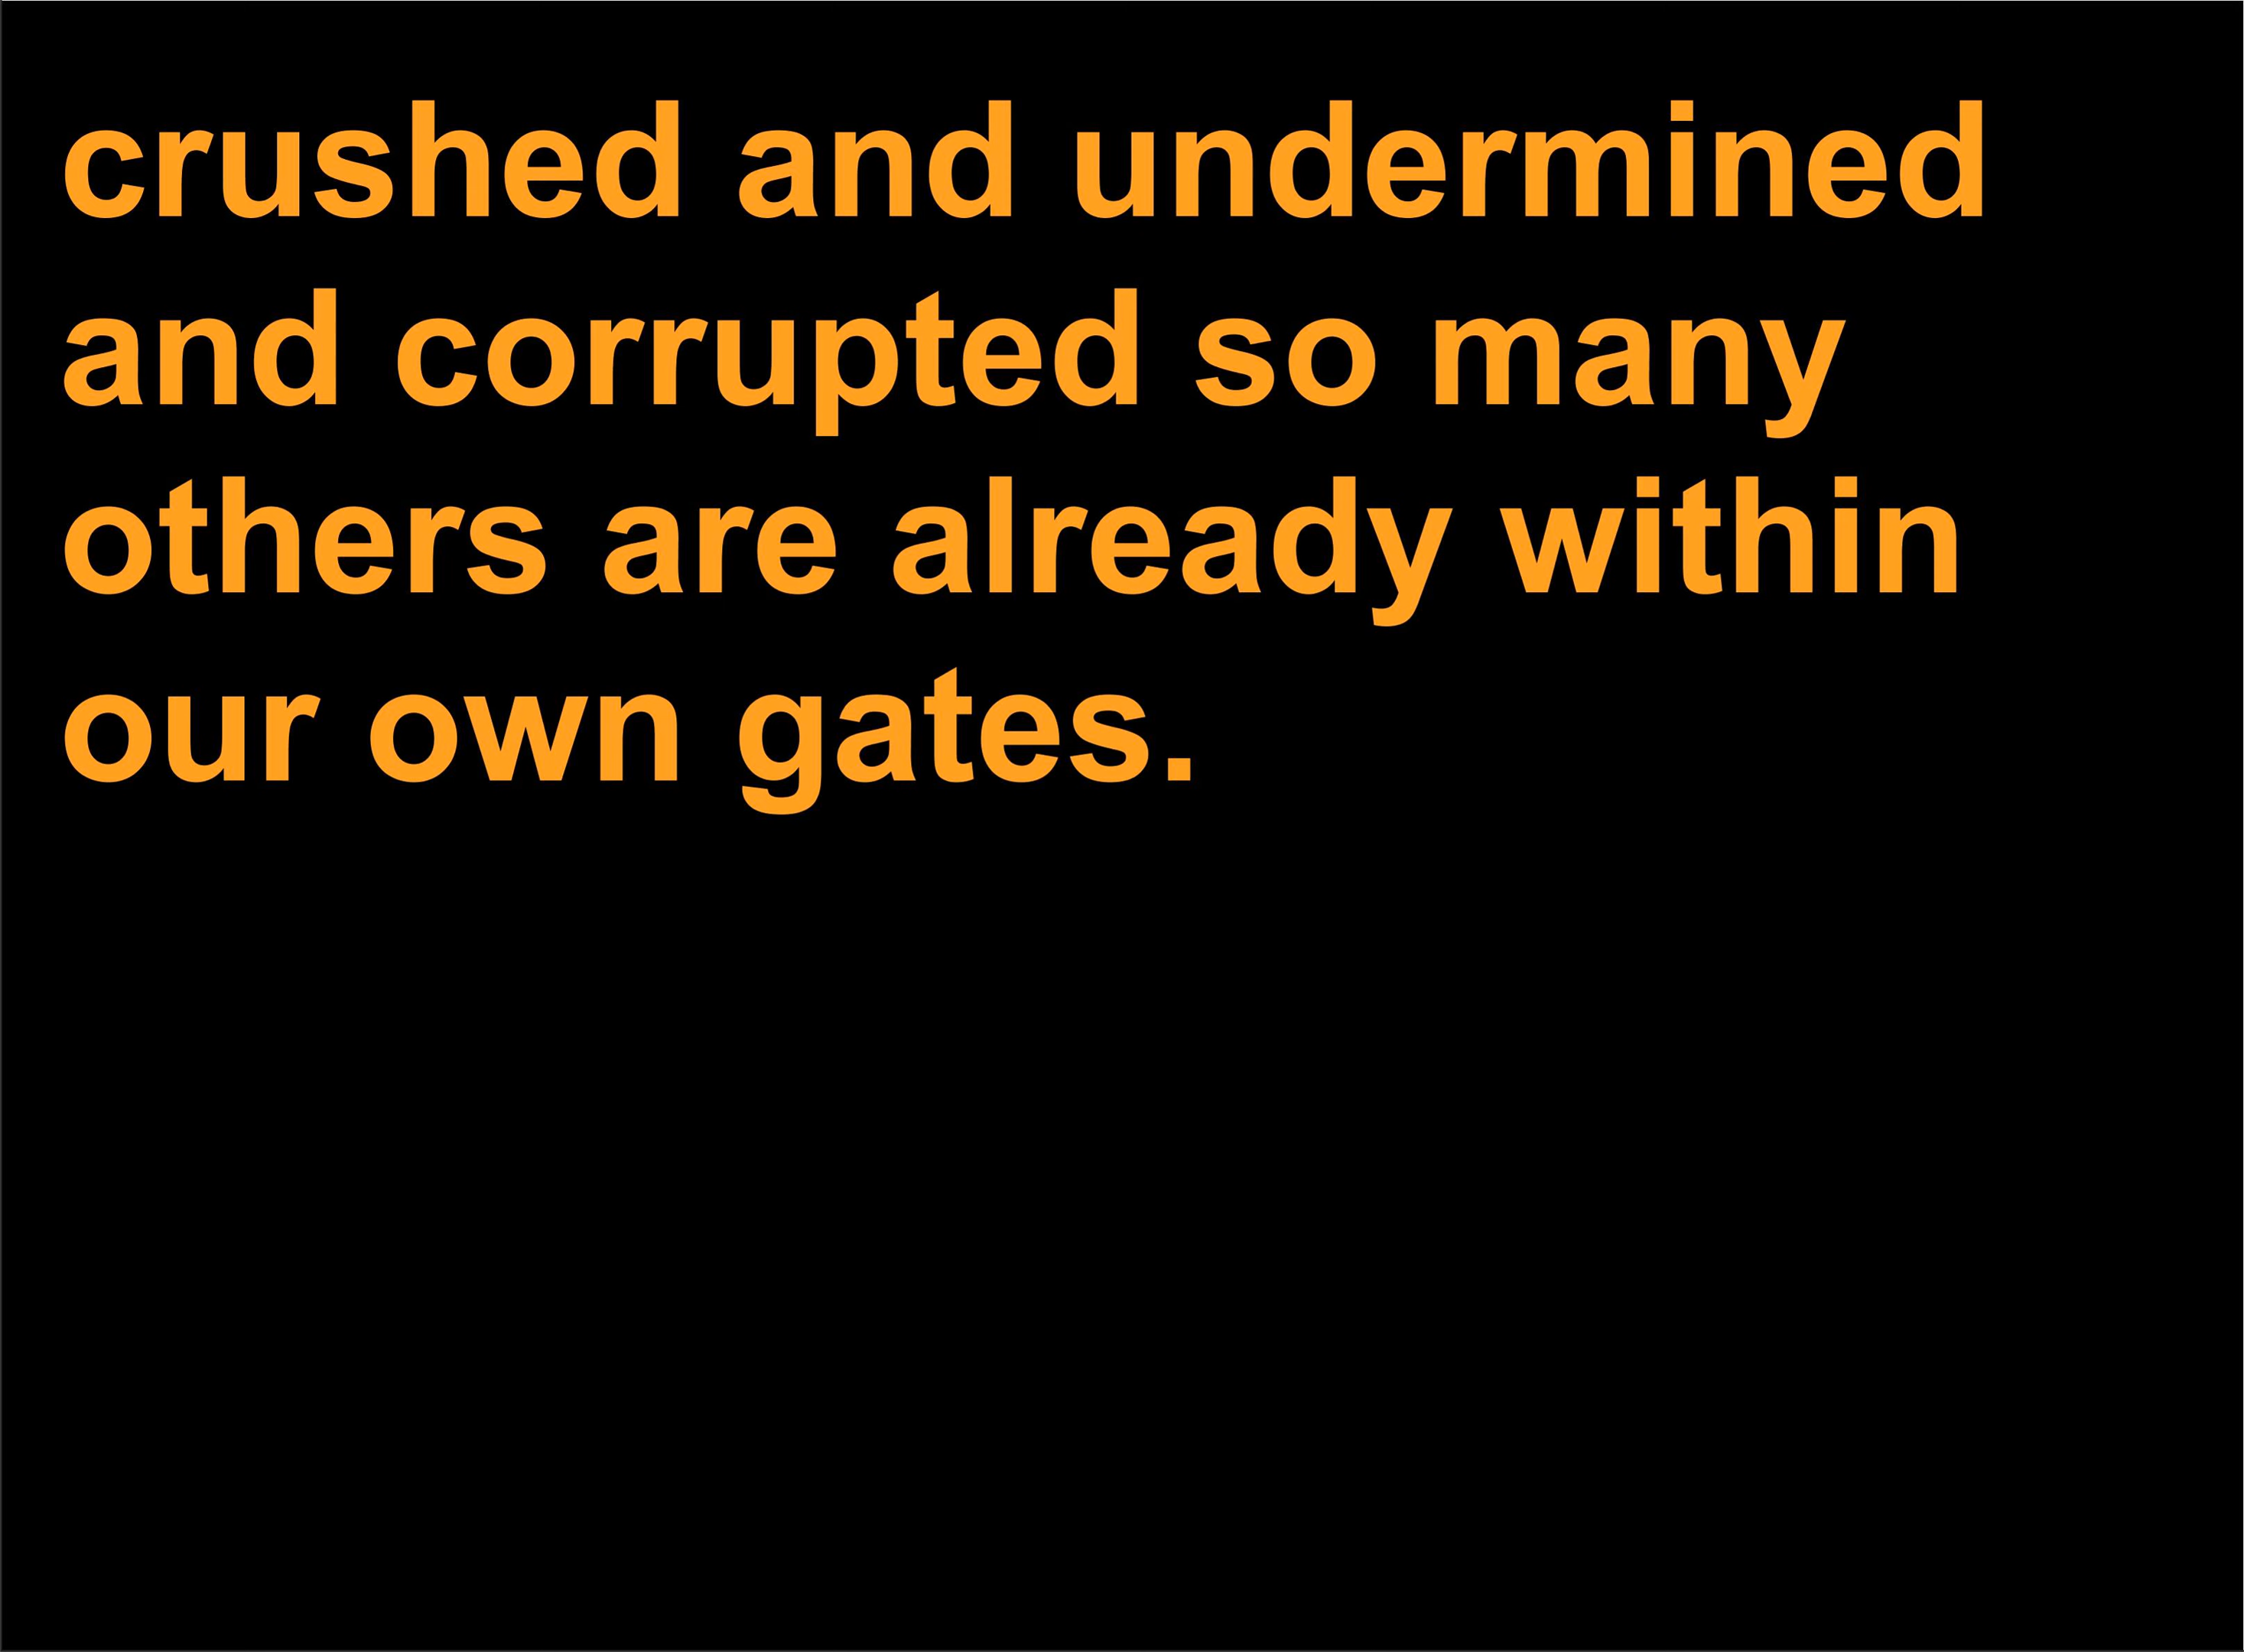 crushed and undermined
and corrupted so many
others are already within
our own gates.